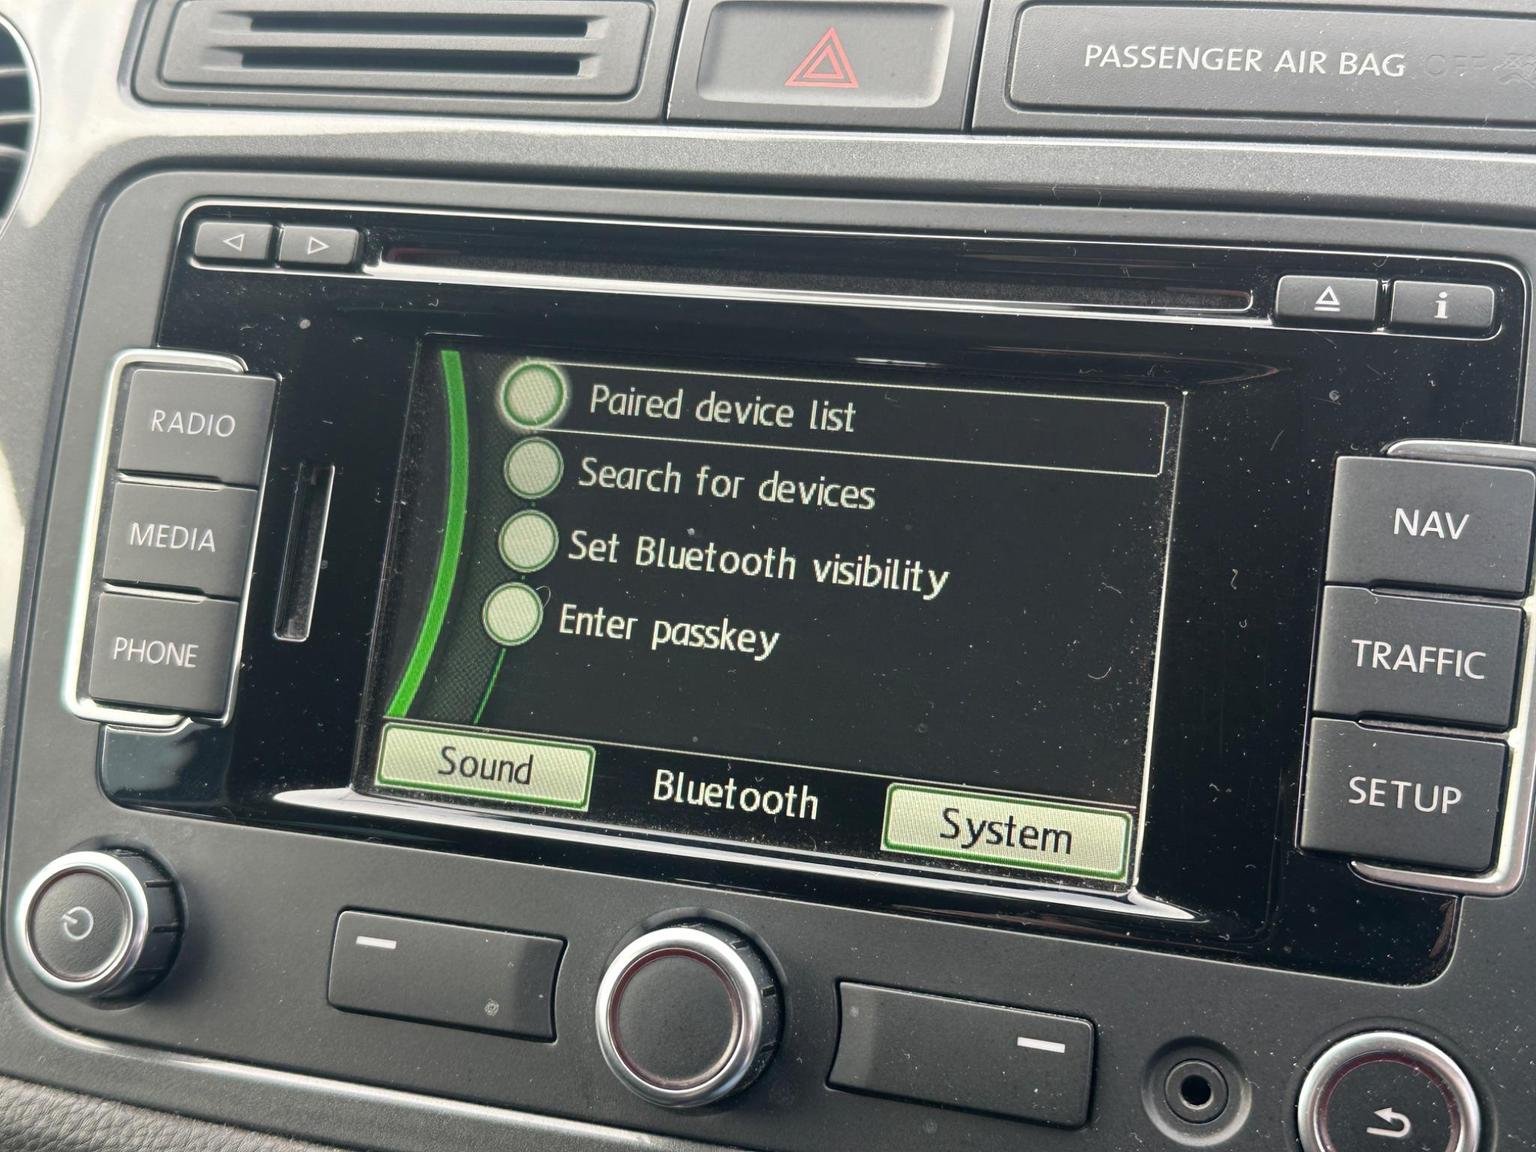 PASSENGER AIR BAG OFF
RADIO
MEDIA
PHONE
Paired device list
Search for devices
Set Bluetooth visibility
Enter passkey
Sound
Bluetooth
System
i
NAV
TRAFFIC
SETUP